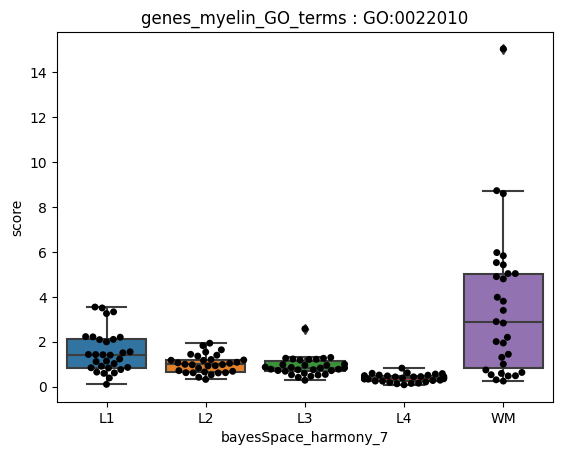 genes_myelin_GO_terms : GO:0022010
score
14
12
10
8
6
4
2
0
L1 L2 L3 L4 WM
bayesSpace_harmony_7